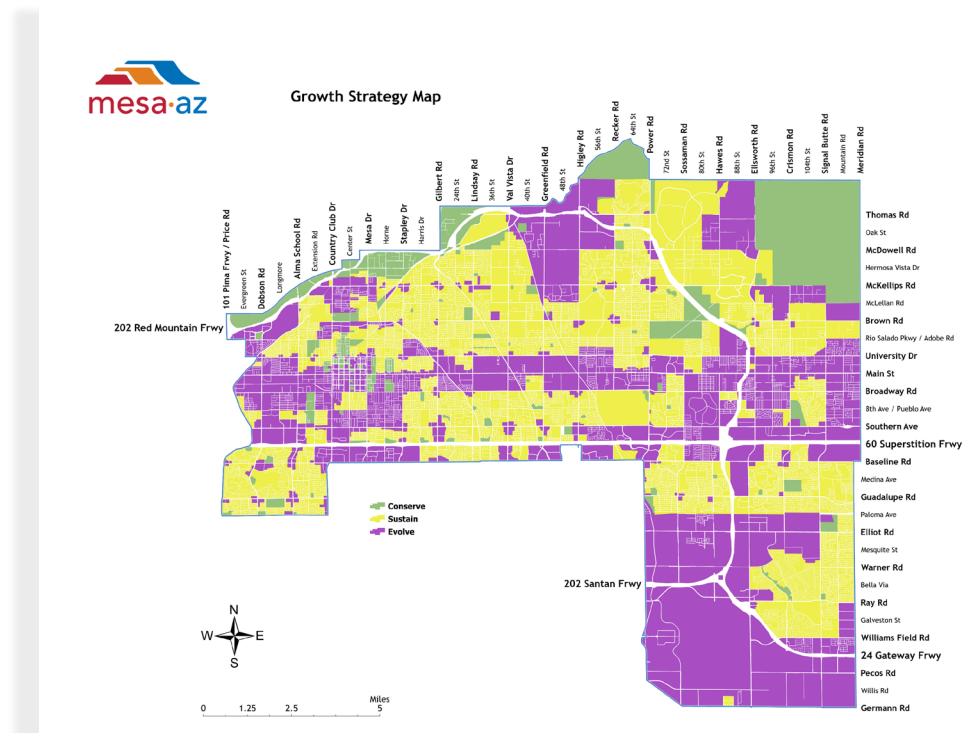 mesa·az
Growth Strategy Map
101 Pima Frwy / Price Rd
Evergreen St
Dobson Rd
Longmore
Alma School Rd
Extension Rd
Country Club Dr
Center St
Mesa Dr
Horne
Stapley Dr
Harris Dr
Gilbert Rd
24th St
Lindsay Rd
36th St
Val Vista Dr
40th St
Greenfield Rd
48th St
Higley Rd
56th St
Recker Rd
64th St
Power Rd
72nd St
Sossaman Rd
80th St
Hawes Rd
88th St
Ellsworth Rd
96th St
Crismon Rd
104th St
Signal Butte Rd
Mountain Rd
Meridian Rd
Thomas Rd
Oak St
McDowell Rd
Hermosa Vista Dr
McKellips Rd
McLellan Rd
202 Red Mountain Frwy
Brown Rd
Rio Salado Pkwy / Adobe Rd
University Dr
Main St
Broadway Rd
8th Ave / Pueblo Ave
Southern Ave
60 Superstition Frwy
Baseline Rd
Medina Ave
Guadalupe Rd
Paloma Ave
Elliot Rd
Mesquite St
Warner Rd
Bella Via
Ray Rd
Galveston St
Williams Field Rd
24 Gateway Frwy
Pecos Rd
Willis Rd
Germann Rd
Conserve
Sustain
Evolve
202 Santan Frwy
N
W E
S
Miles
0 1.25 2.5 5